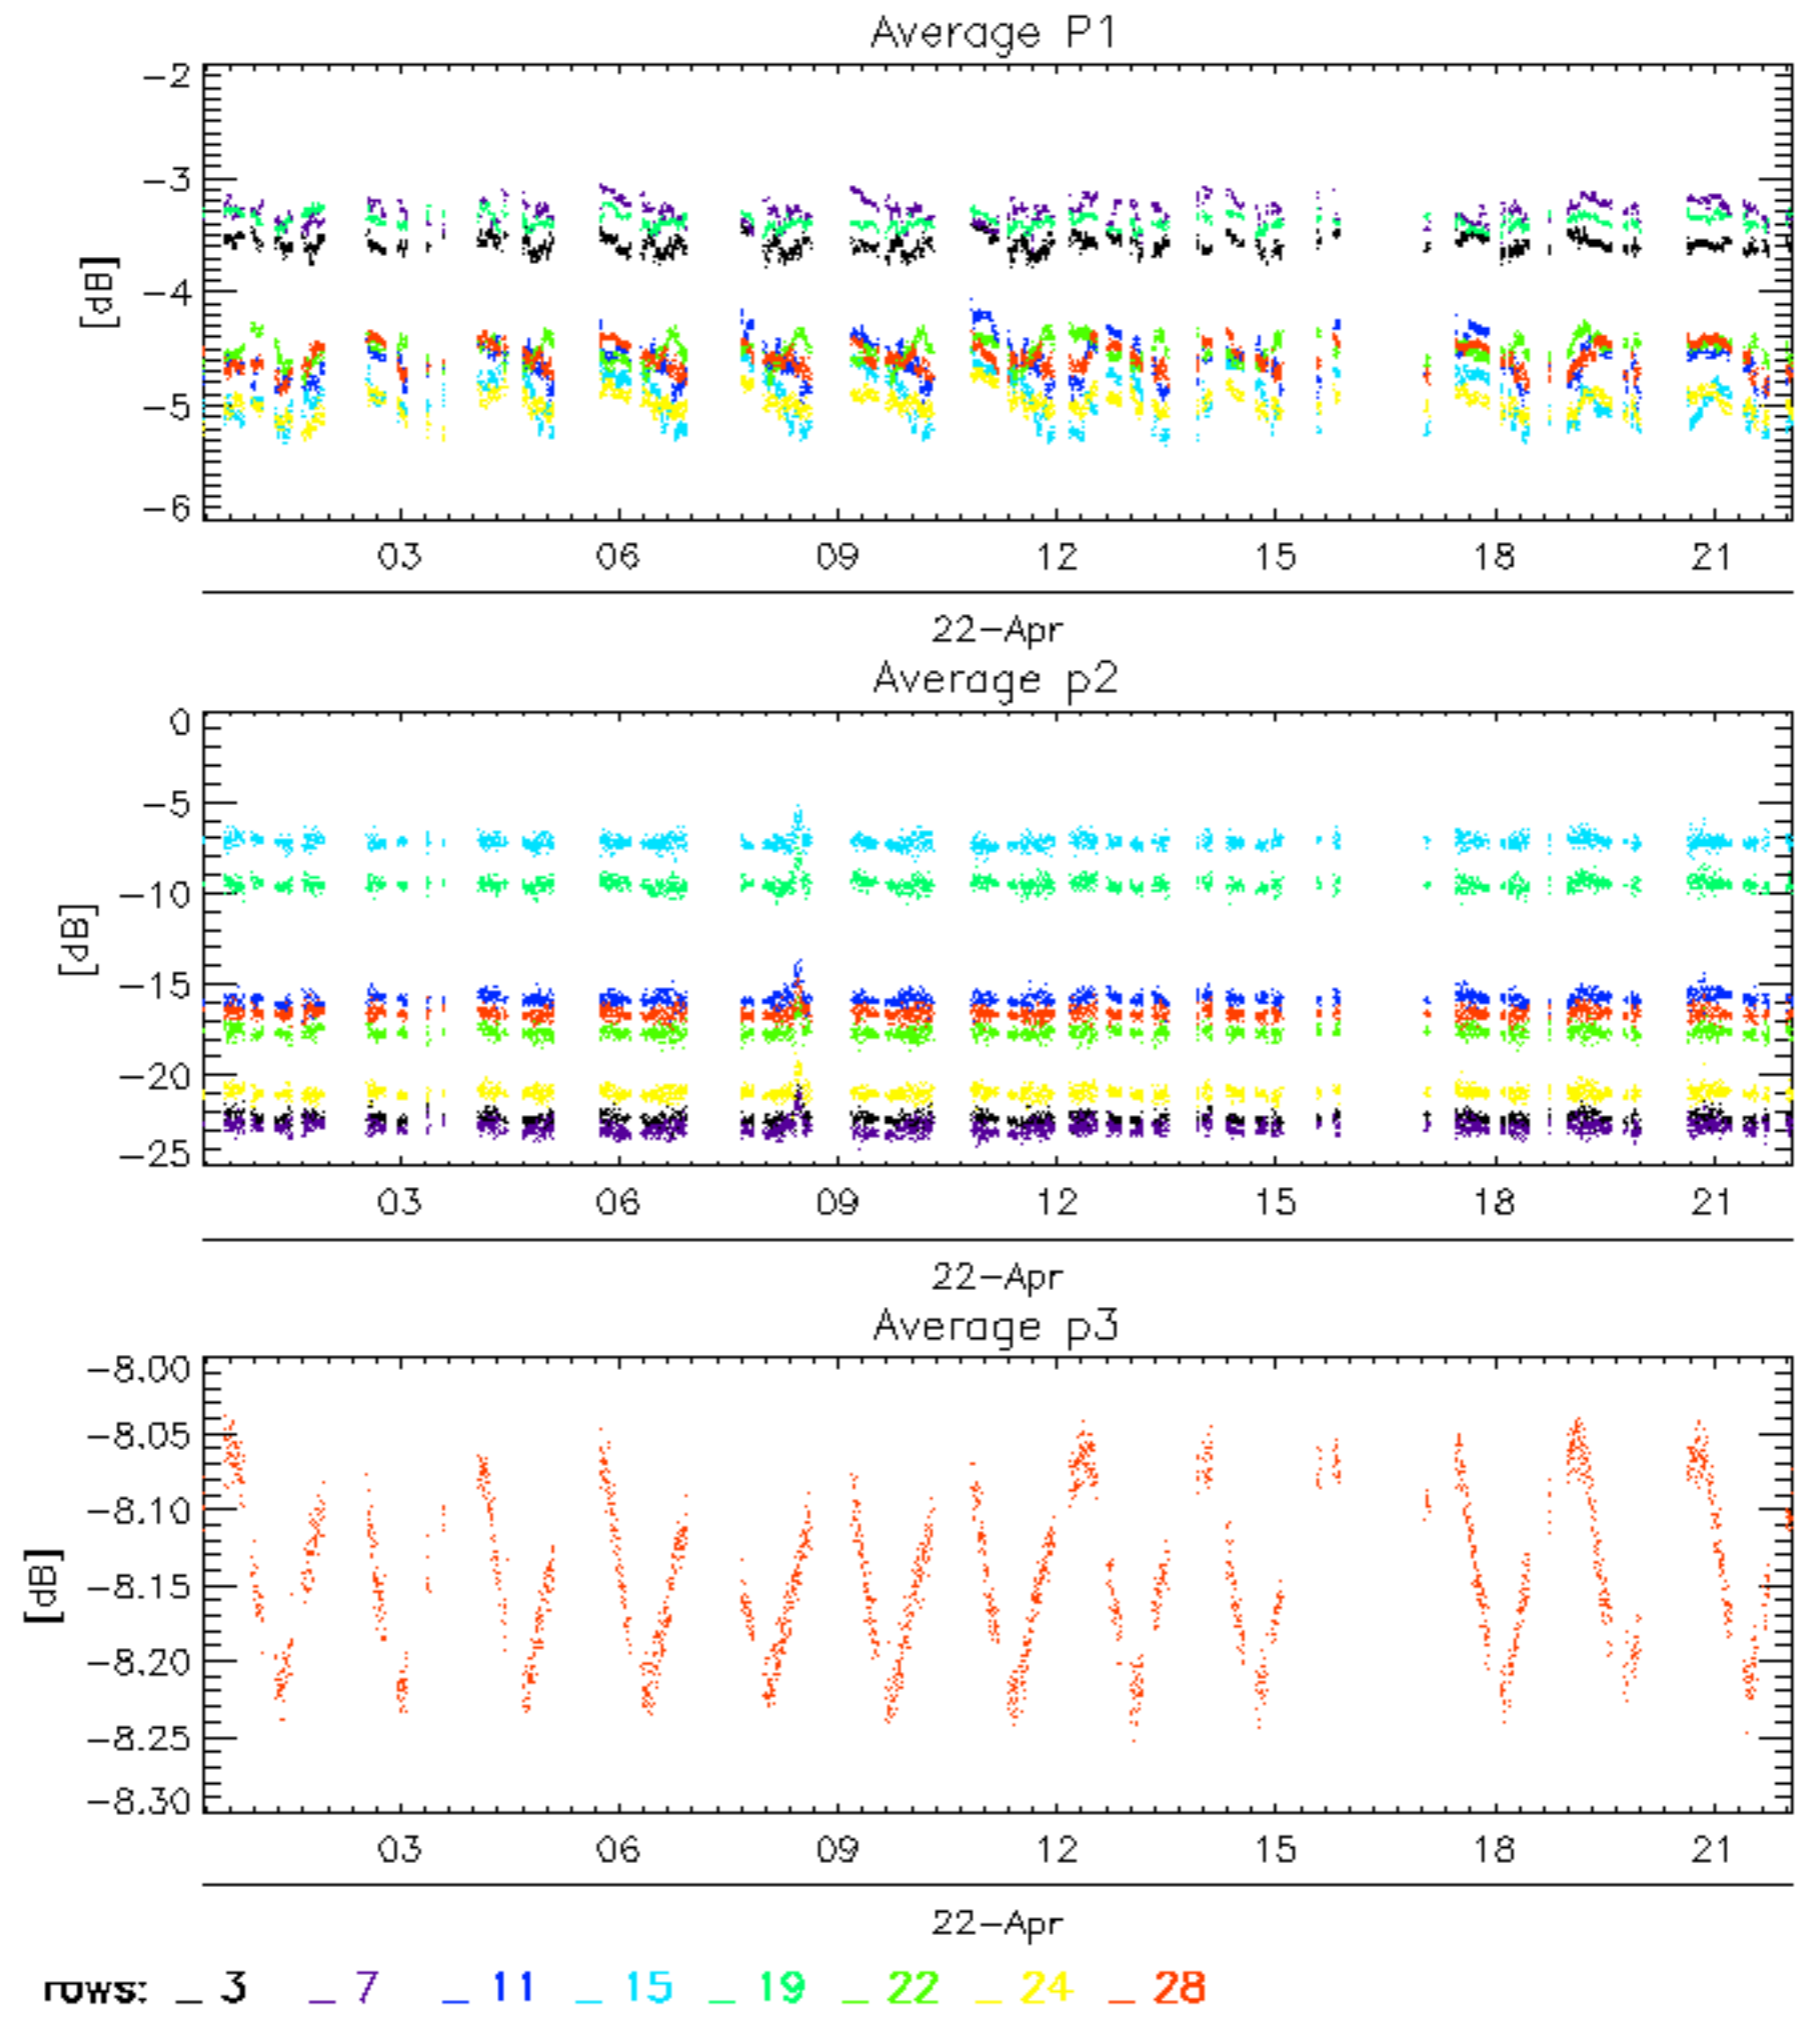 Average P1
-2
-3
-4
-5
-6
[dB]
03 06 09 12 15 18 21
22-Apr
Average p2
0
-5
-10
-15
-20
-25
[dB]
03 06 09 12 15 18 21
22-Apr
Average p3
-8.00
-8.05
-8.10
-8.15
-8.20
-8.25
-8.30
[dB]
03 06 09 12 15 18 21
22-Apr
rows: _ 3 _ 7 _ 11 _ 15 _ 19 _ 22 _ 24 _ 28